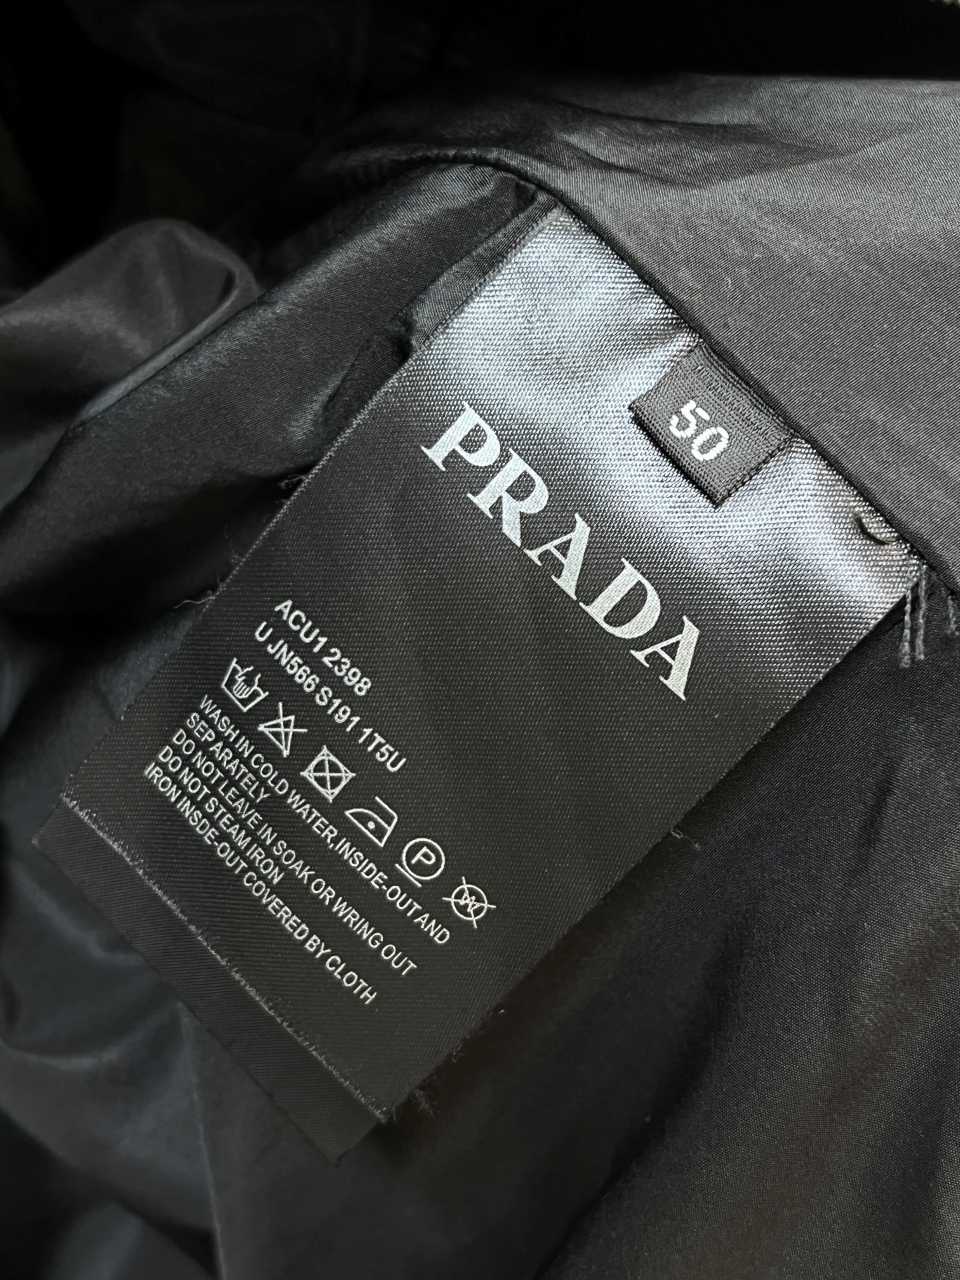 50
PRADA
ACU1 2398
U JN566 S191 1T5U
P
WASH IN COLD WATER,INSIDE-OUT AND
SEPARATELY
DO NOT LEAVE IN SOAK OR WRING OUT
DO NOT STEAM IRON
IRON INSDE-OUT COVERED BY CLOTH